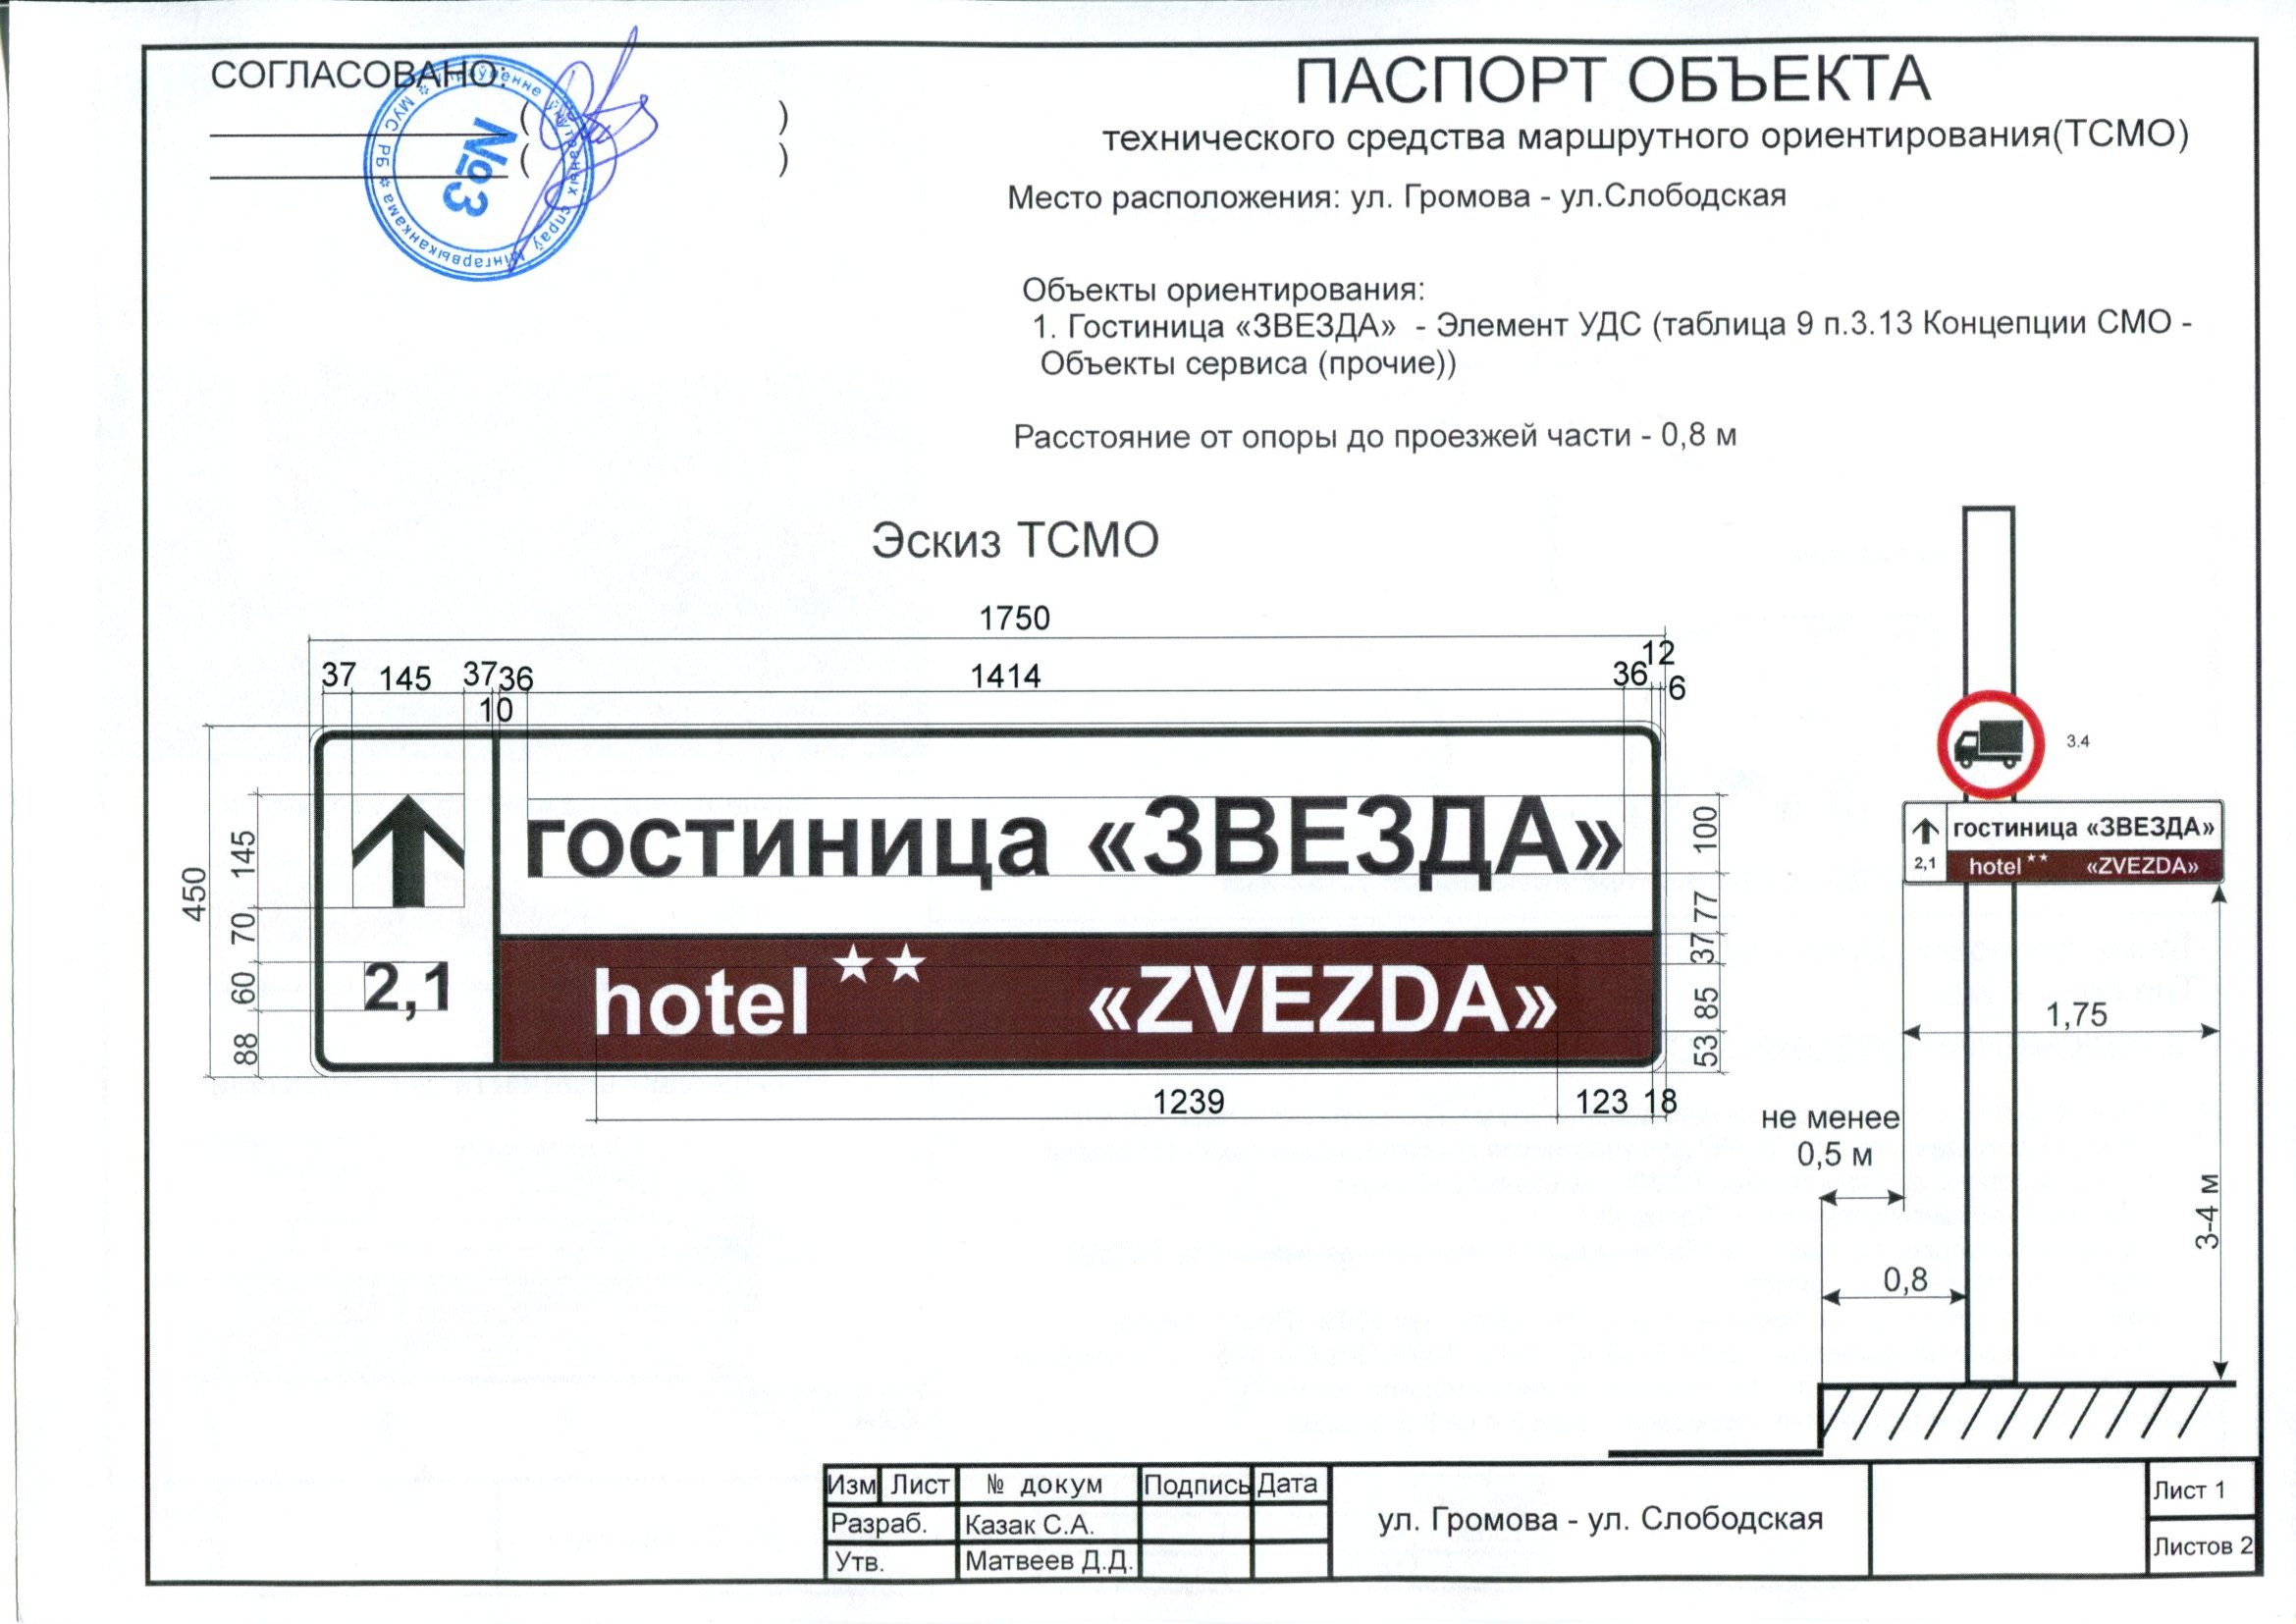 СОГЛАСОВАНО:
( )
( )
№3
МУС РБ
Мінгарвыканкама
ПАСПОРТ ОБЪЕКТА
технического средства маршрутного ориентирования(ТСМО)
Место расположения: ул. Громова - ул.Слободская
Объекты ориентирования:
1. Гостиница «ЗВЕЗДА» - Элемент УДС (таблица 9 п.3.13 Концепции СМО -
Объекты сервиса (прочие))
Расстояние от опоры до проезжей части - 0,8 м
Эскиз ТСМО
1750
12
37 145 37 36 1414 36 6
10
450
145
70
60
88
гостиница «ЗВЕЗДА»
2,1
hotel ★★ «ZVEZDA»
100
77
37
85
53
1239 123 18
3.4
гостиница «ЗВЕЗДА»
2,1 hotel ★★ «ZVEZDA»
1,75
не менее
0,5 м
3-4 м
0,8
Изм Лист № докум Подпись Дата
Разраб. Казак С.А.
Утв. Матвеев Д.Д.
ул. Громова - ул. Слободская
Лист 1
Листов 2